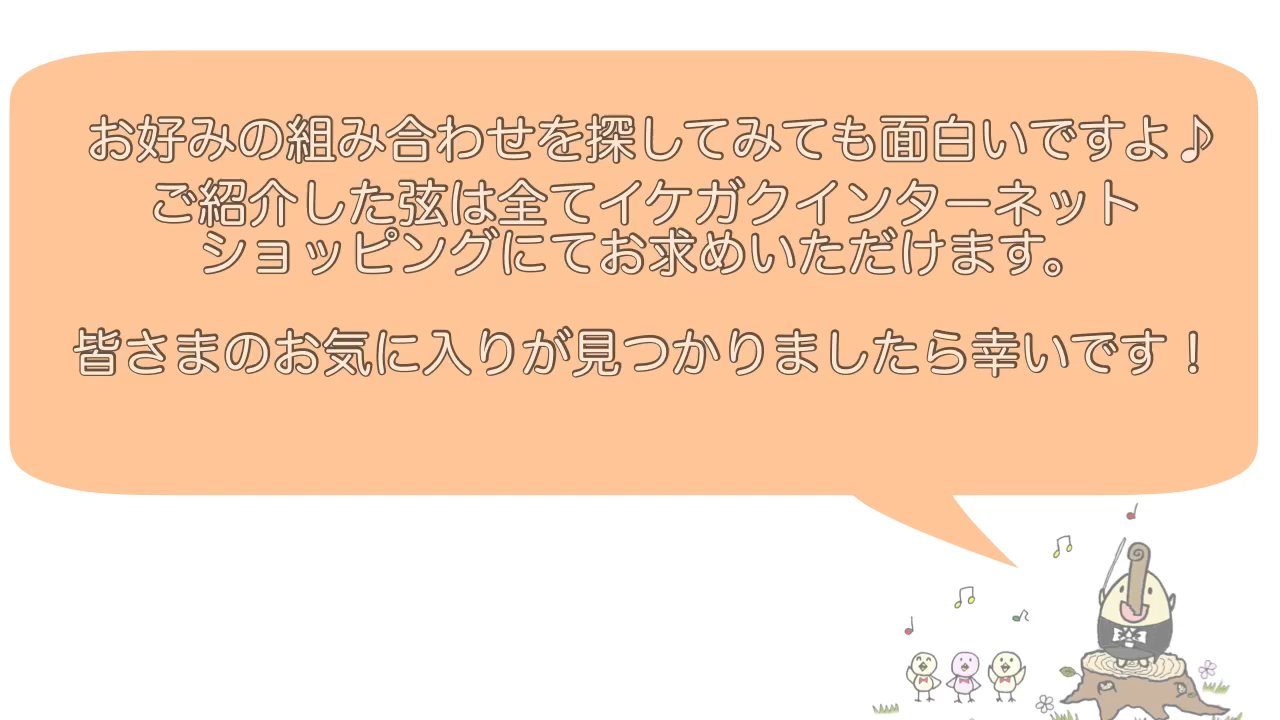 お好みの組み合わせを探してみても面白いですよ♪
ご紹介した弦は全てイケガクインターネット
ショッピングにてお求めいただけます。
皆さまのお気に入りが見つかりましたら幸いです！